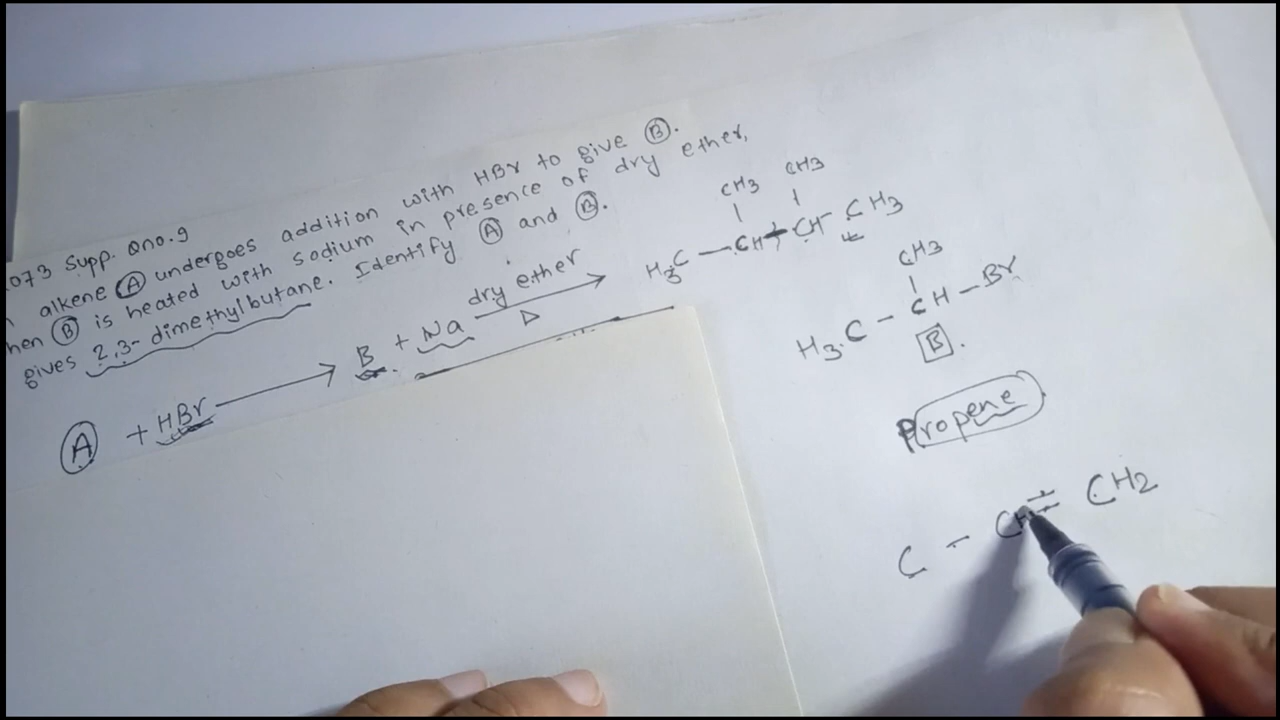 073 Supp. Qno.9
alkene (A) undergoes addition with HBr to give (B).
hen (B) is heated with sodium in presence of dry ether,
gives 2,3-dimethylbutane. Identify (A) and (B).
(A) + HBr → B + Na dry ether → Δ
CH3 CH3
H3C — CH — CH — CH3
CH3
H3C — CH — Br
B.
Propene
C — CH = CH2